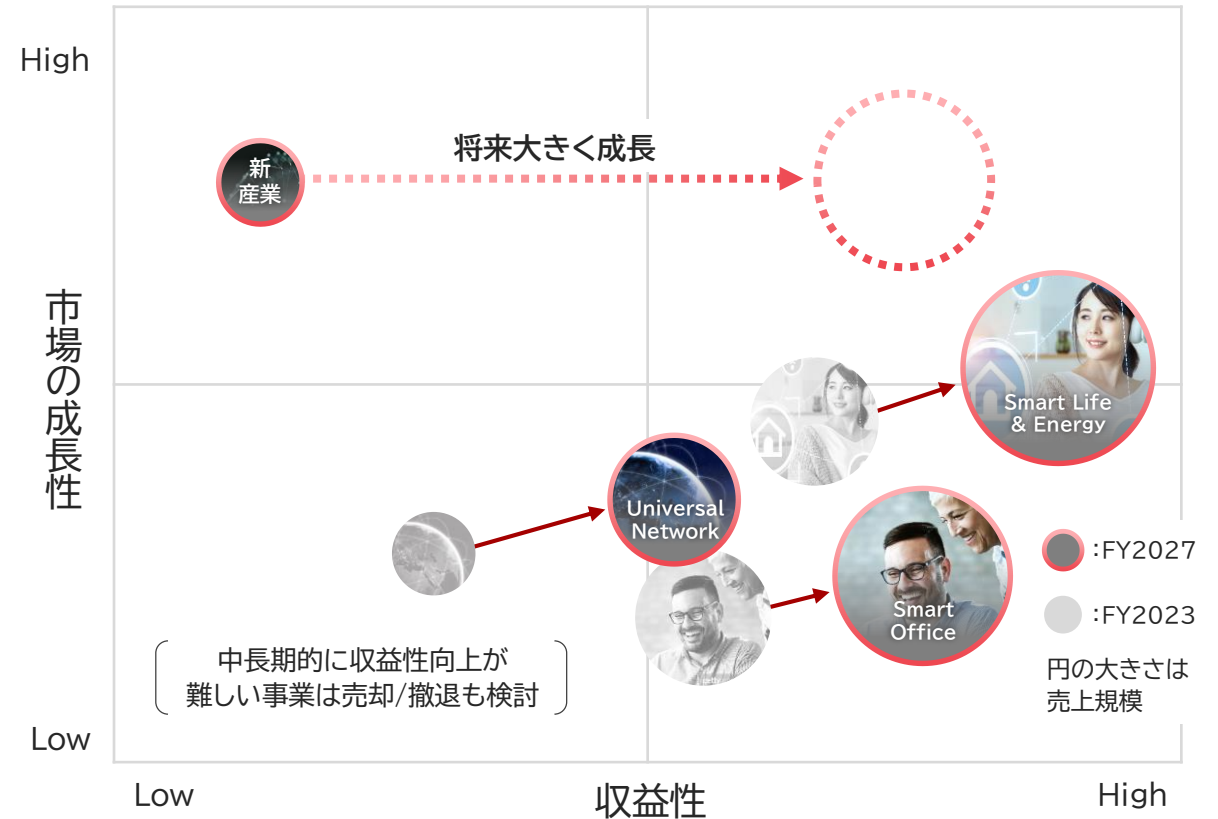 High
新
産業
将来大きく成長
市場の成長性
Smart Life
& Energy
Universal
Network
Smart
Office
:FY2027
:FY2023
円の大きさは
売上規模
中長期的に収益性向上が
難しい事業は売却/撤退も検討
Low
Low
収益性
High